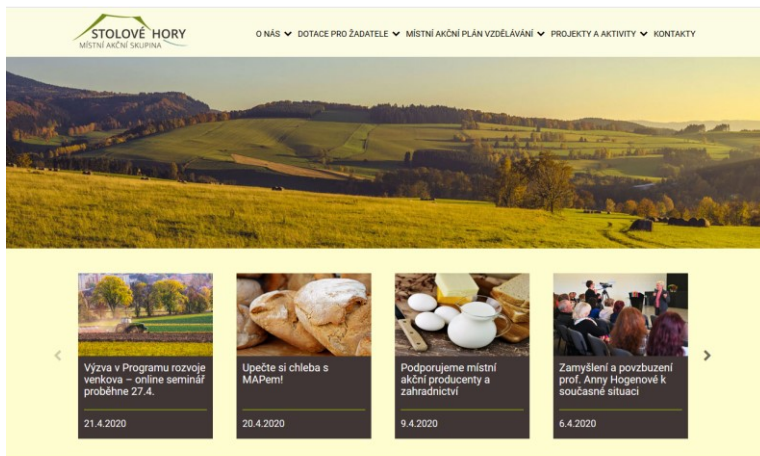 STOLOVÉ HORY
MÍSTNÍ AKČNÍ SKUPINA
O NÁS
DOTACE PRO ŽADATELE
MÍSTNÍ AKČNÍ PLÁN VZDĚLÁVÁNÍ
PROJEKTY A AKTIVITY
KONTAKTY
Výzva v Programu rozvoje
venkova – online seminář
proběhne 27.4.
21.4.2020
Upečte si chleba s
MAPem!
20.4.2020
Podporujeme místní
akční producenty a
zahradnictví
9.4.2020
Zamyšlení a povzbuzení
prof. Anny Hogenové k
současné situaci
6.4.2020